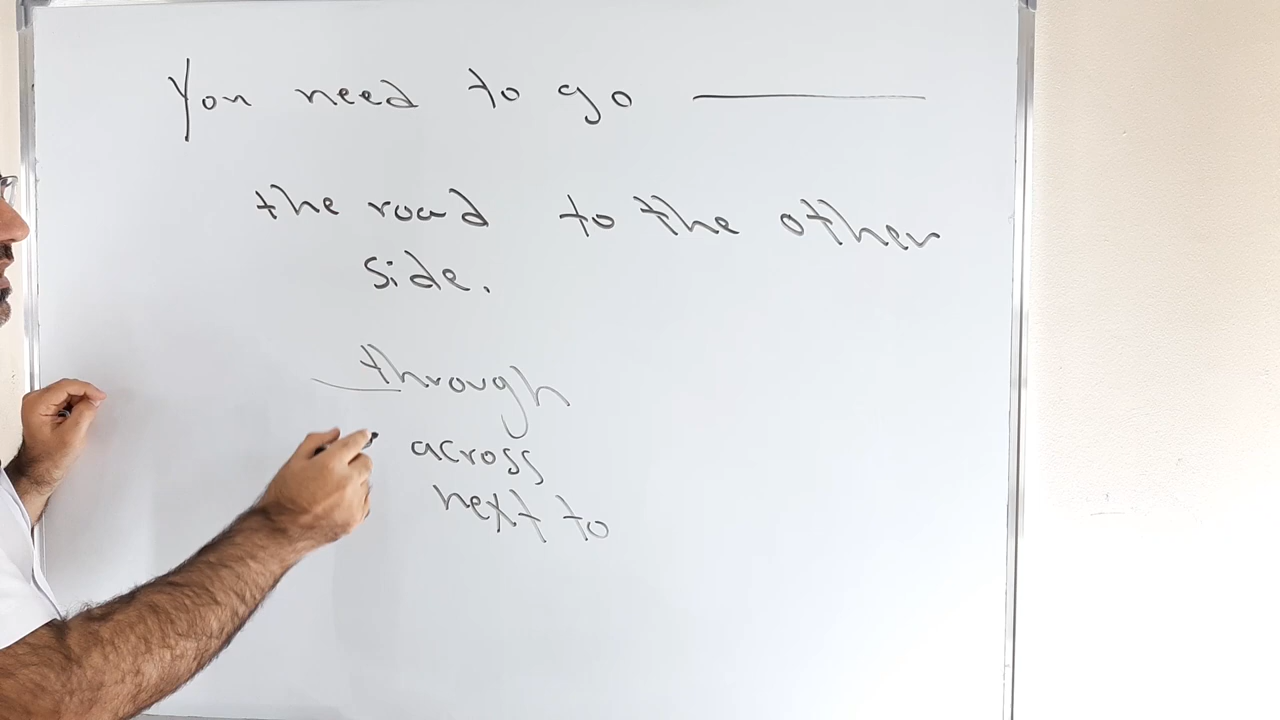 You need to go ________
the road to the other
side.
through
across
next to